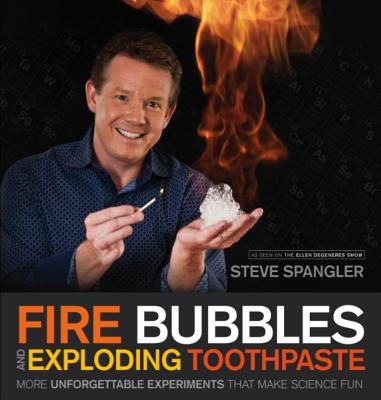 AS SEEN ON THE ELLEN DEGENERES SHOW
STEVE SPANGLER
FIRE BUBBLES
AND EXPLODING TOOTHPASTE
MORE UNFORGETTABLE EXPERIMENTS THAT MAKE SCIENCE FUN